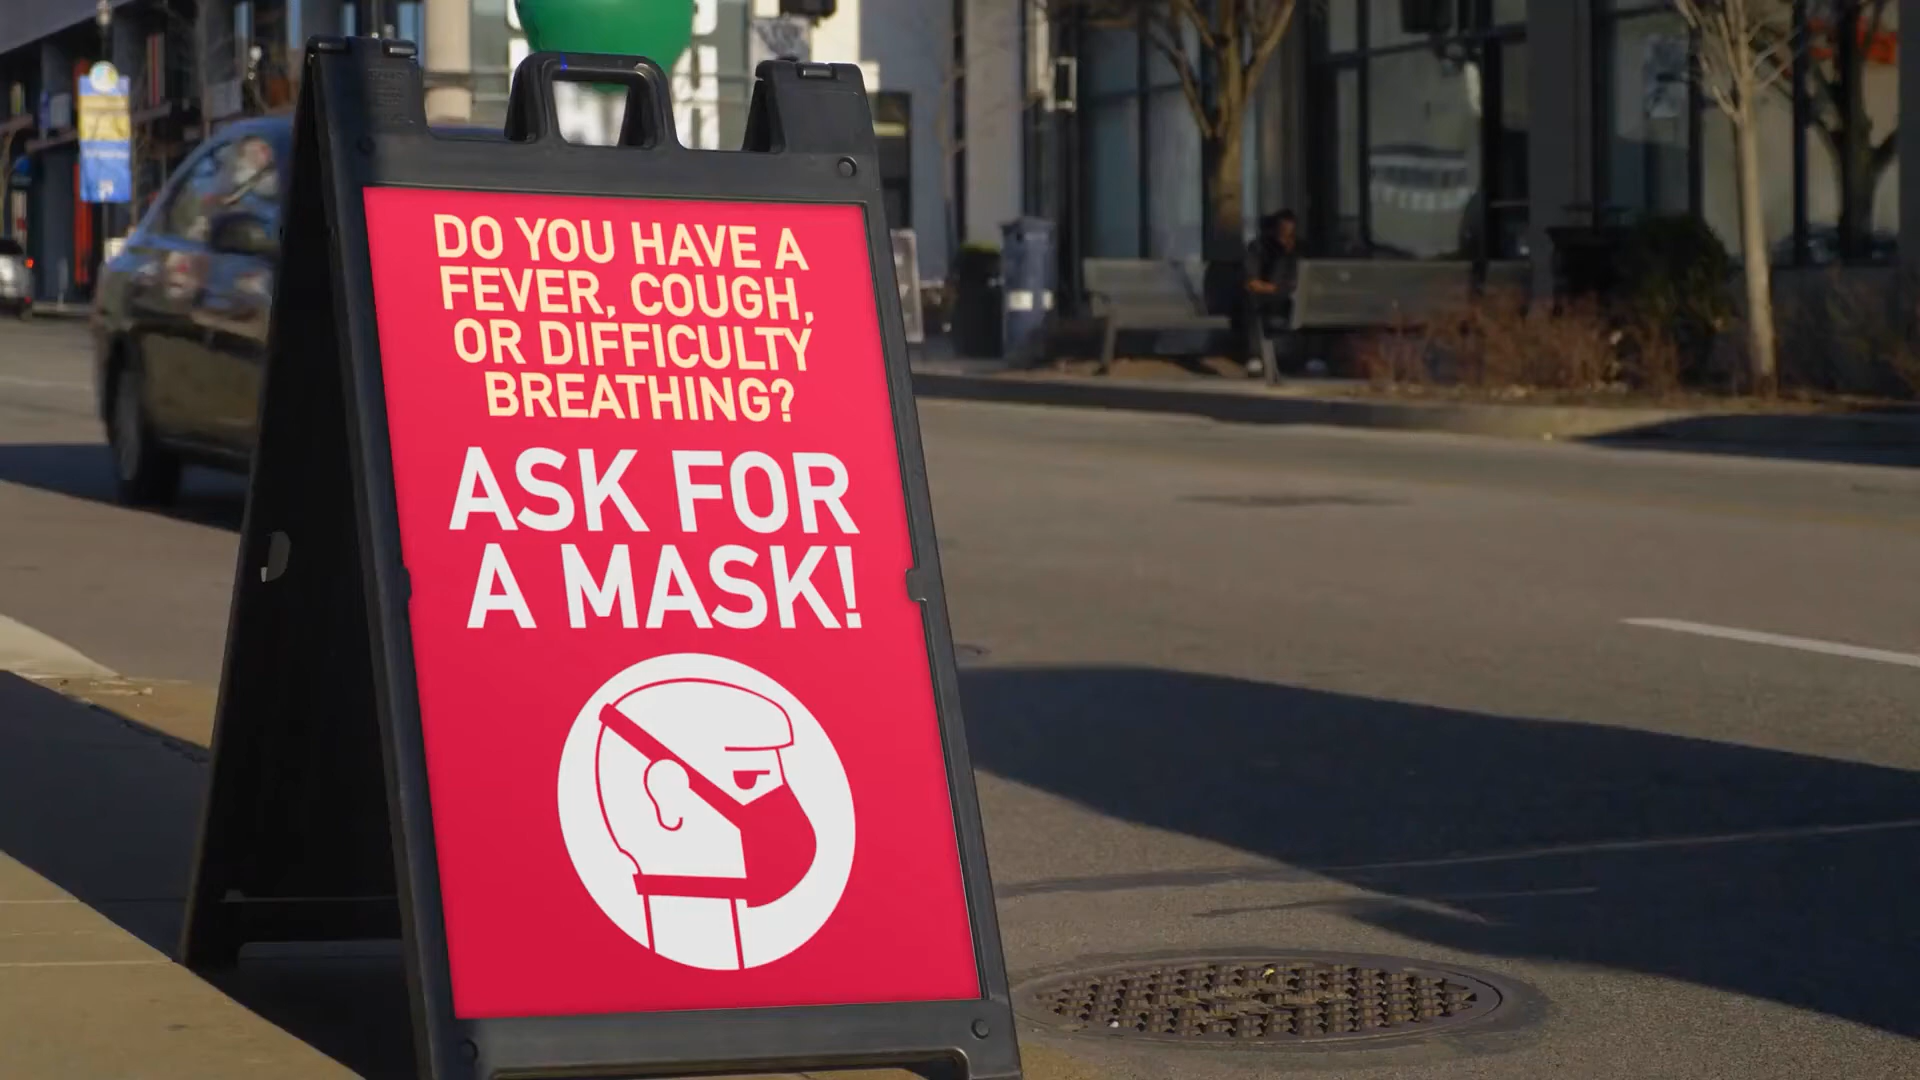 DO YOU HAVE A
FEVER, COUGH,
OR DIFFICULTY
BREATHING?
ASK FOR
A MASK!